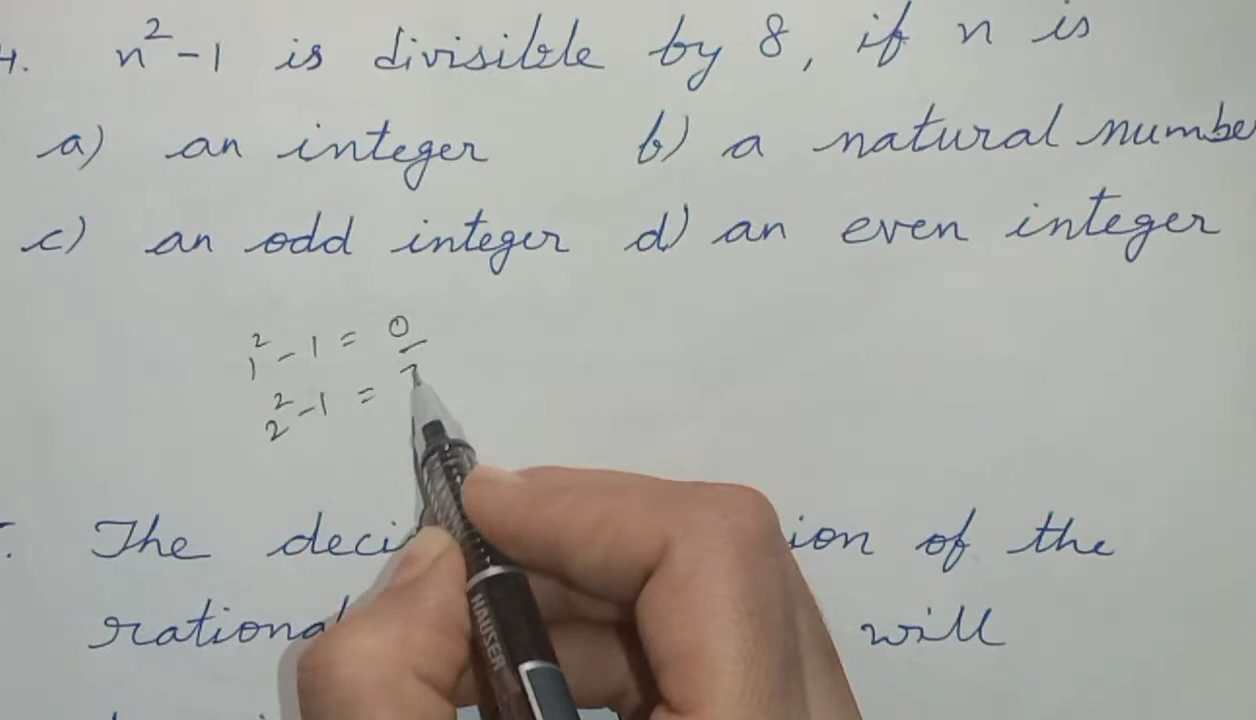 4. n²-1 is divisible by 8, if n is
a) an integer b) a natural numbe
c) an odd integer d) an even integer
1²-1 = 0
2²-1 =
The deci ion of the
rational will
HAUSER